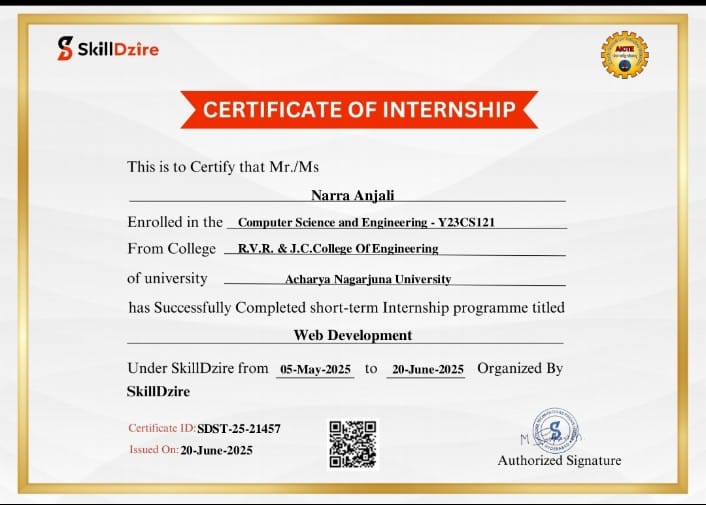 SkillDzire
AICTE
CERTIFICATE OF INTERNSHIP
This is to Certify that Mr./Ms
Narra Anjali
Enrolled in the Computer Science and Engineering - Y23CS121
From College R.V.R. & J.C.College Of Engineering
of university Acharya Nagarjuna University
has Successfully Completed short-term Internship programme titled
Web Development
Under SkillDzire from 05-May-2025 to 20-June-2025 Organized By
SkillDzire
Certificate ID:SDST-25-21457
Issued On:20-June-2025
Authorized Signature